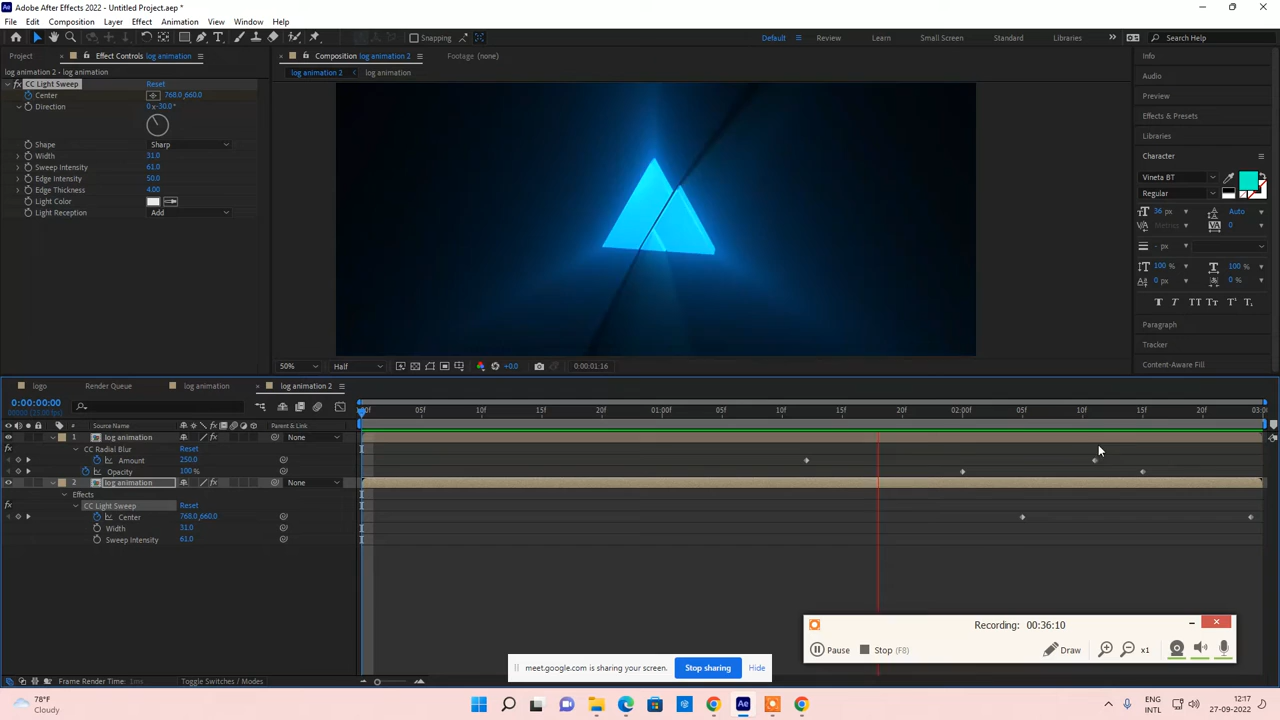 Adobe After Effects 2022 - Untitled Project.aep *
File Edit Composition Layer Effect Animation View Window Help
Snapping Default Review Learn Small Screen Standard Libraries Search Help
Project Effect Controls log animation
log animation 2 • log animation
CC Light Sweep Reset
Center 768.0,660.0
Direction 0 x-30.0°
Shape Sharp
Width 31.0
Sweep Intensity 61.0
Edge Intensity 50.0
Edge Thickness 4.00
Light Color
Light Reception Add
Composition log animation 2 Footage (none)
log animation 2 log animation
50% Half +0.0 0:00:01:16
Info
Audio
Preview
Effects & Presets
Libraries
Character
Vineta BT
Regular
36 px Auto
Metrics 0
- px
100 % 100 %
0 px 0 %
T T TT Tt T¹ T₁
Paragraph
Tracker
Content-Aware Fill
logo Render Queue log animation log animation 2
0:00:00:00
00000 (25.00 fps)
05f 10f 15f 20f 01:00f 05f 10f 15f 20f 02:00f 05f 10f 15f 20f 03:0
# Source Name Parent & Link
1 log animation None
CC Radial Blur Reset
Amount 250.0
Opacity 100 %
2 log animation None
Effects
CC Light Sweep Reset
Center 768.0,660.0
Width 31.0
Sweep Intensity 61.0
Frame Render Time: 1ms Toggle Switches / Modes
Recording: 00:36:10
Pause Stop (F8) Draw x1
meet.google.com is sharing your screen. Stop sharing Hide
78°F
Cloudy
Ae
ENG
INTL
12:17
27-09-2022